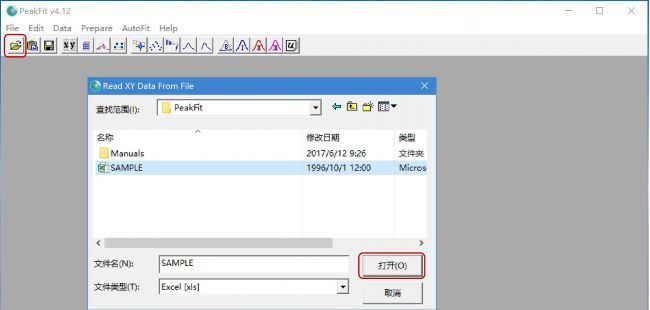 PeakFit v4.12
File Edit Data Prepare AutoFit Help
xy
Read XY Data From File
查找范围(I): PeakFit
名称 修改日期 类型
Manuals 2017/6/12 9:26 文件夹
SAMPLE 1996/10/1 12:00 Micros
文件名(N): SAMPLE 打开(O)
文件类型(T): Excel [xls] 取消